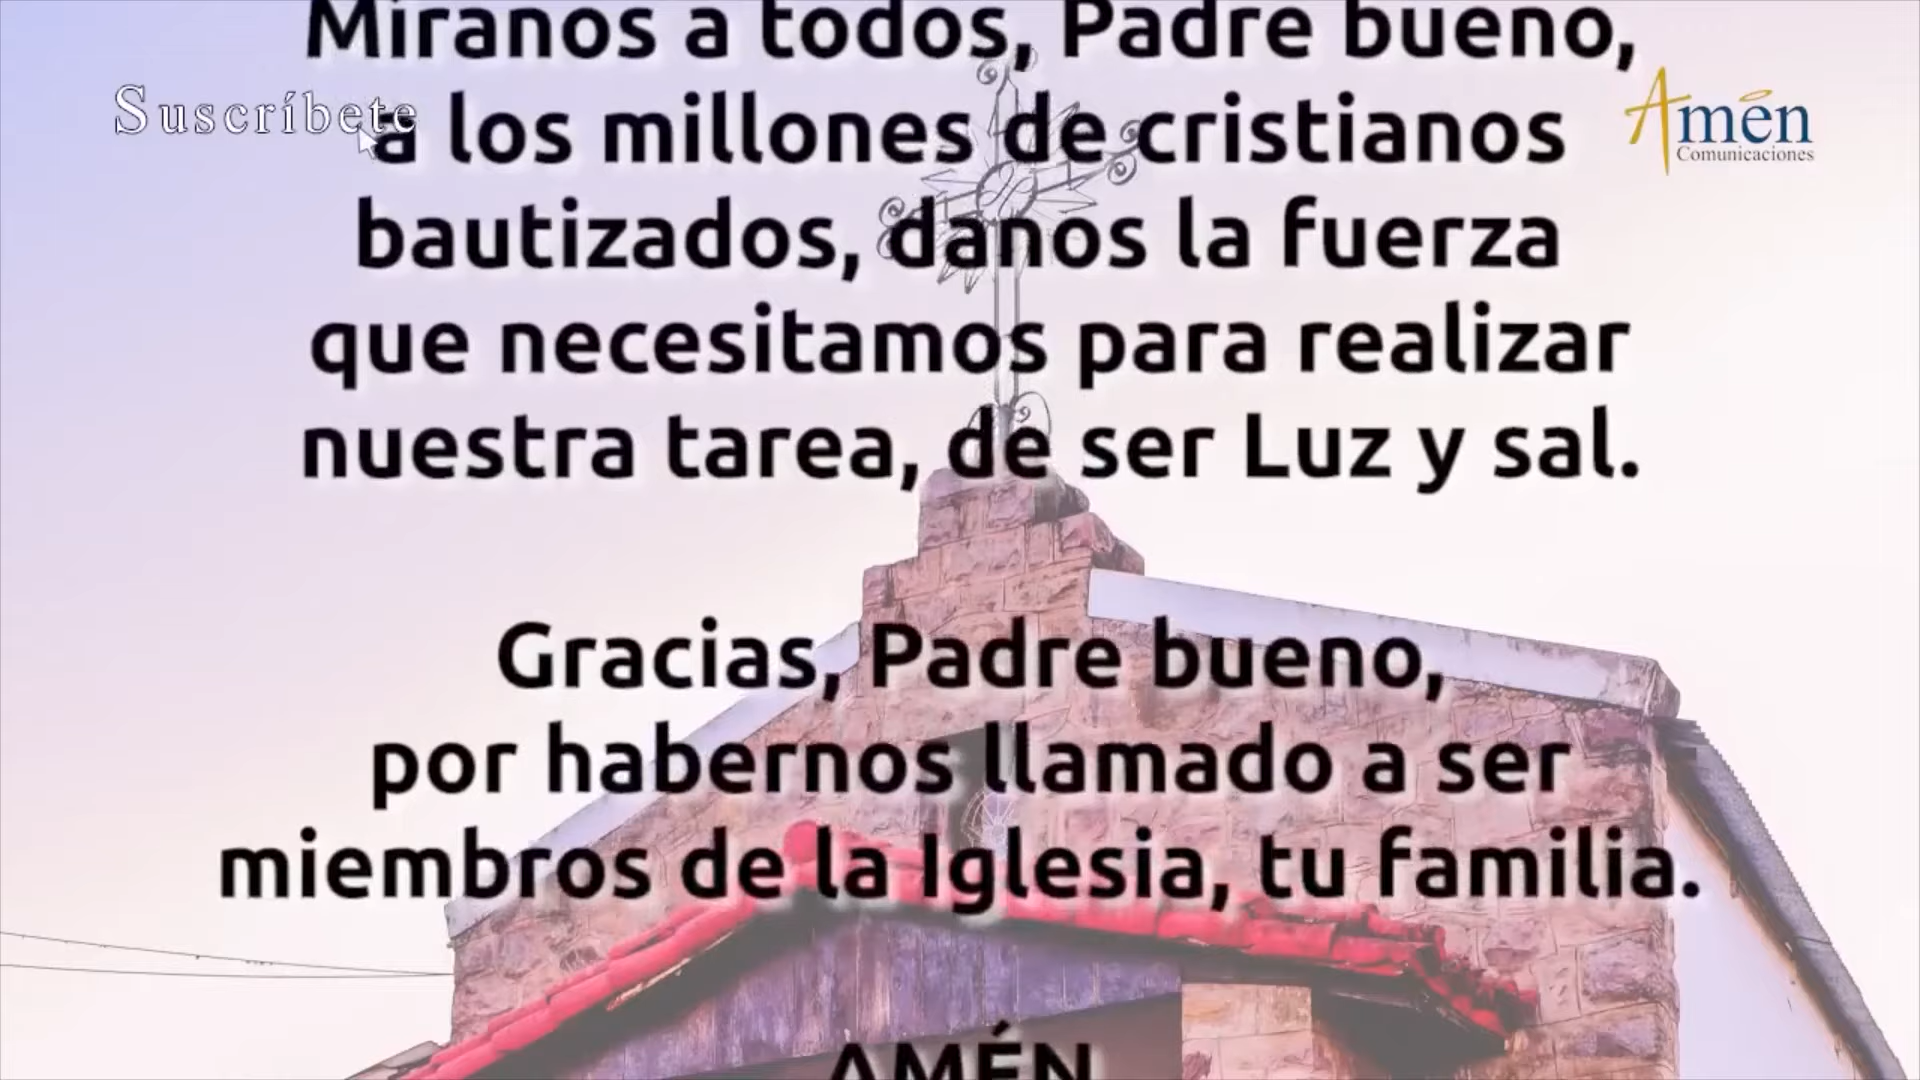 Miranos a todos, Padre bueno,
Suscríbete
a los millones de cristianos
Amén
Comunicaciones
bautizados, danos la fuerza
que necesitamos para realizar
nuestra tarea, de ser Luz y sal.
Gracias, Padre bueno,
por habernos llamado a ser
miembros de la Iglesia, tu familia.
AMÉN